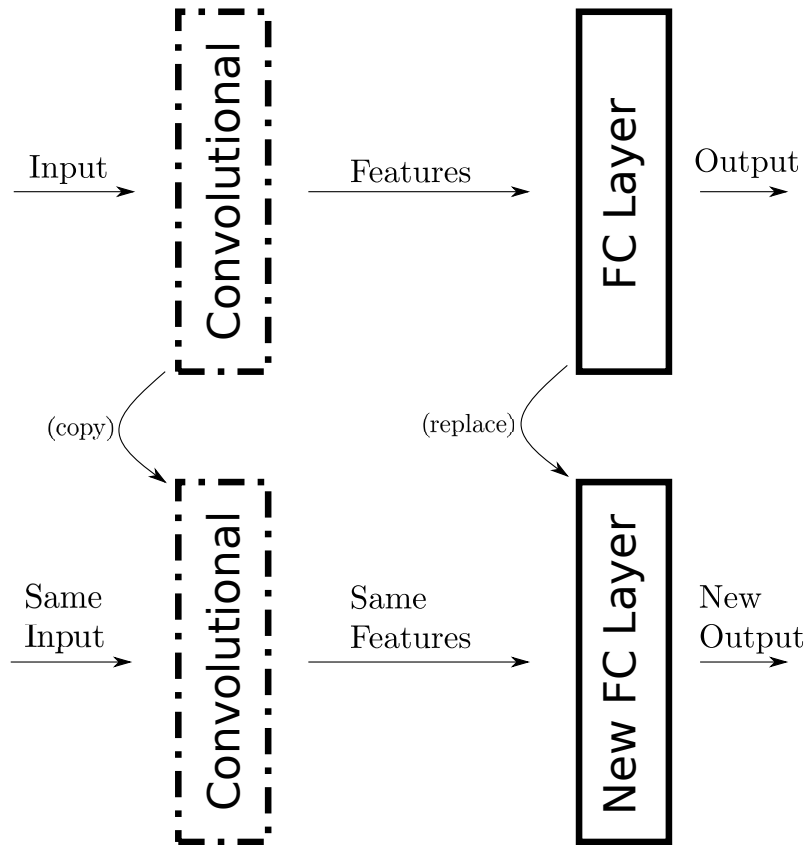 Input
Convolutional
Features
FC Layer
Output
(copy)
(replace)
Same
Input
Convolutional
Same
Features
New FC Layer
New
Output